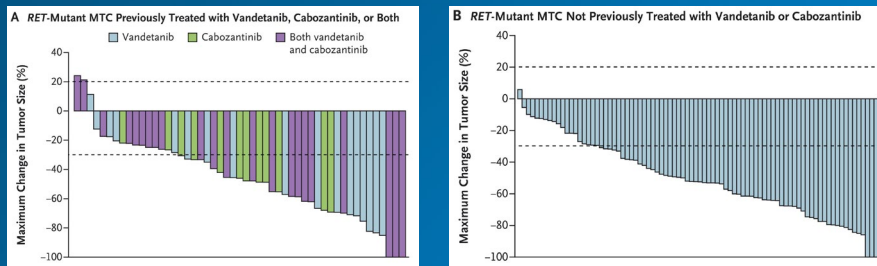 A RET-Mutant MTC Previously Treated with Vandetanib, Cabozantinib, or Both
Vandetanib Cabozantinib Both vandetanib
and cabozantinib
Maximum Change in Tumor Size (%)
40
20
0
−20
−40
−60
−80
−100
B RET-Mutant MTC Not Previously Treated with Vandetanib or Cabozantinib
Maximum Change in Tumor Size (%)
40
20
0
−20
−40
−60
−80
−100